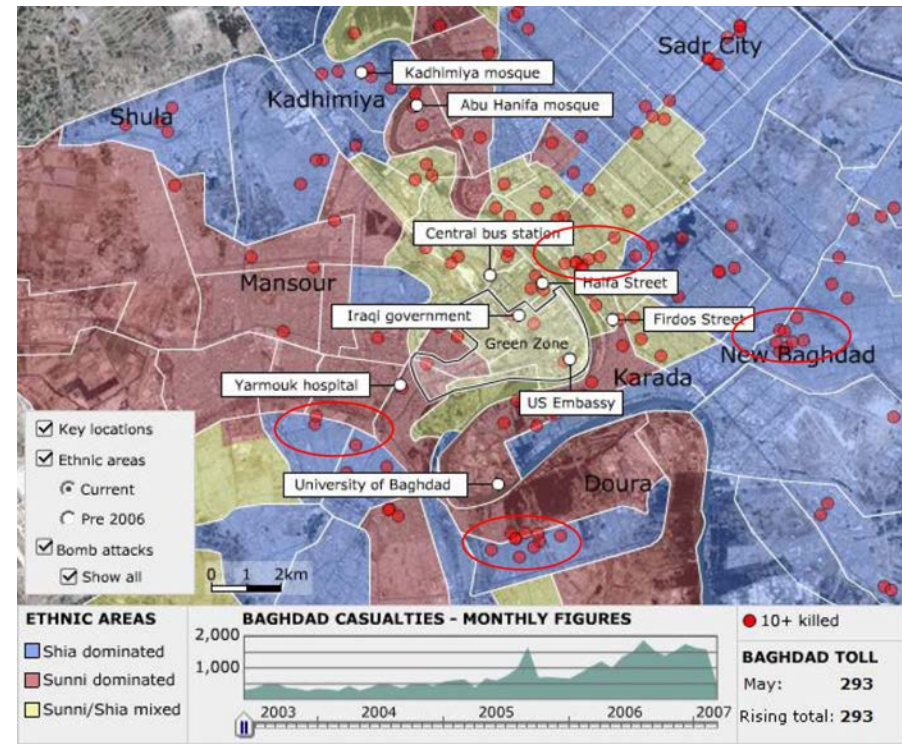 Sadr City
Kadhimiya mosque
Kadhimiya
Abu Hanifa mosque
Shula
Central bus station
Mansour
Haifa Street
Iraqi government
Firdos Street
Green Zone
New Baghdad
Yarmouk hospital
Karada
US Embassy
Key locations
Ethnic areas
Current
Pre 2006
Bomb attacks
Show all
University of Baghdad
Doura
0 1 2km
ETHNIC AREAS
Shia dominated
Sunni dominated
Sunni/Shia mixed
BAGHDAD CASUALTIES - MONTHLY FIGURES
2,000
1,000
2003 2004 2005 2006 2007
10+ killed
BAGHDAD TOLL
May: 293
Rising total: 293